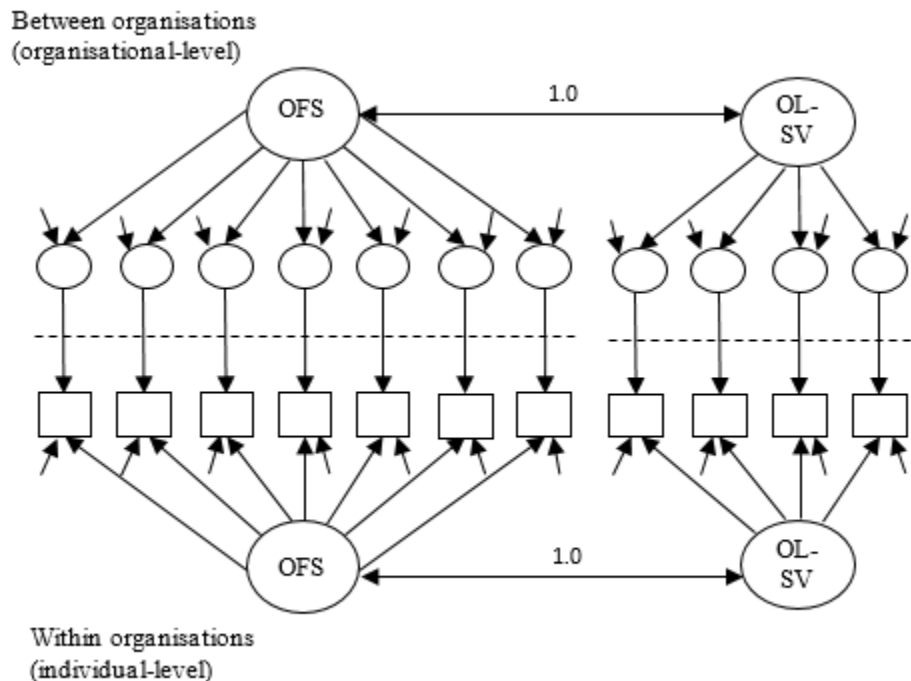 Between organisations
(organisational-level)
OFS
1.0
OL-
SV
OFS
1.0
OL-
SV
Within organisations
(individual-level)